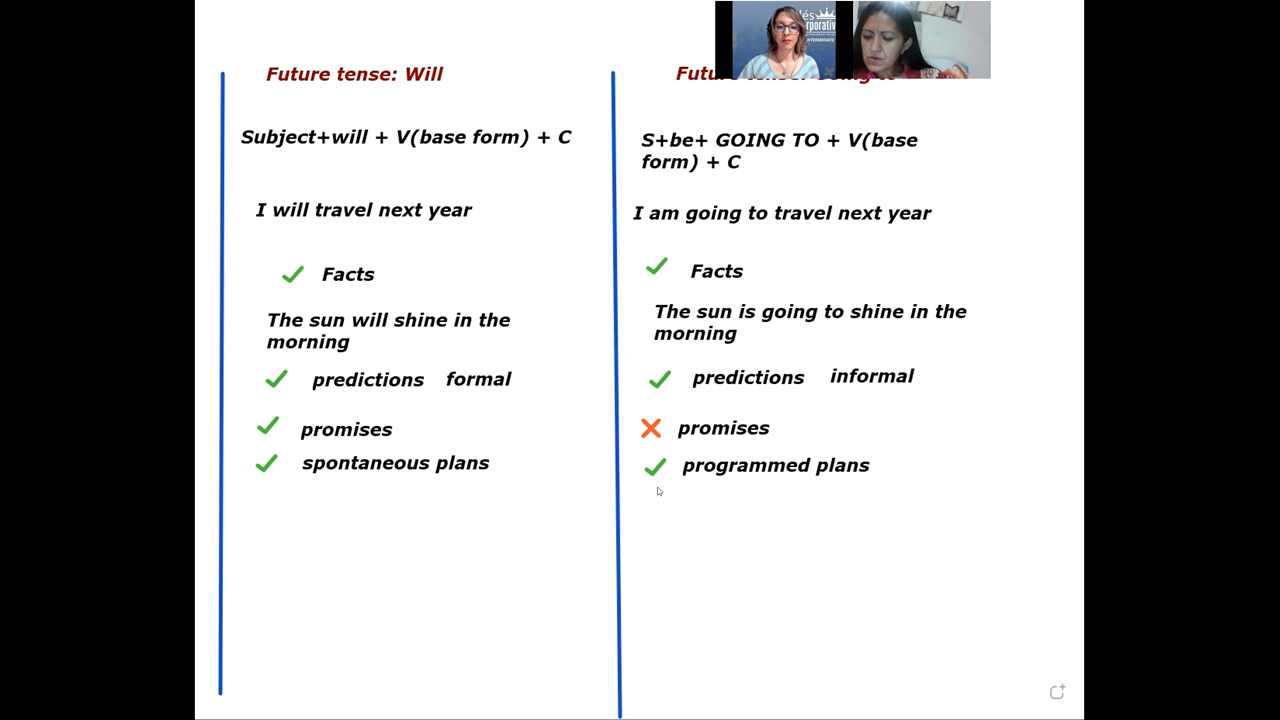 Future tense: Will
Subject+will + V(base form) + C
I will travel next year
Facts
The sun will shine in the
morning
predictions formal
promises
spontaneous plans
S+be+ GOING TO + V(base
form) + C
I am going to travel next year
Facts
The sun is going to shine in the
morning
predictions informal
promises
programmed plans